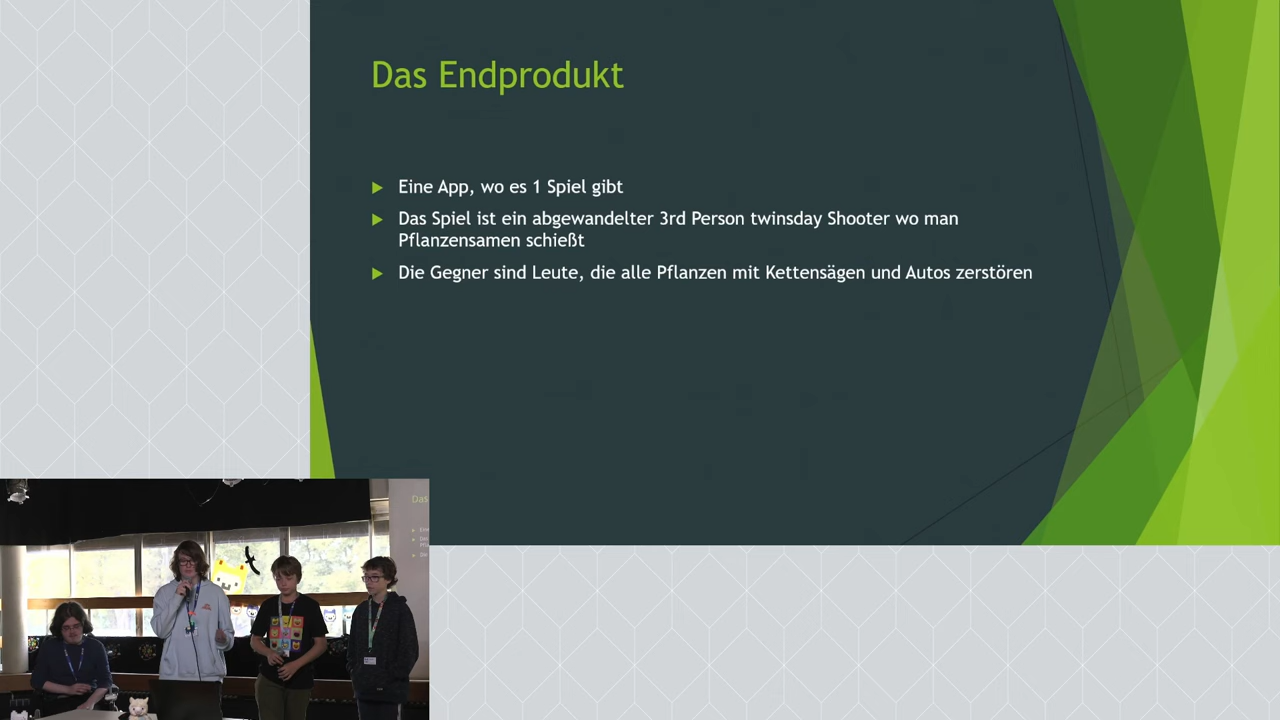 Das Endprodukt
Eine App, wo es 1 Spiel gibt
Das Spiel ist ein abgewandelter 3rd Person twinsday Shooter wo man
Pflanzensamen schießt
Die Gegner sind Leute, die alle Pflanzen mit Kettensägen und Autos zerstören
Das